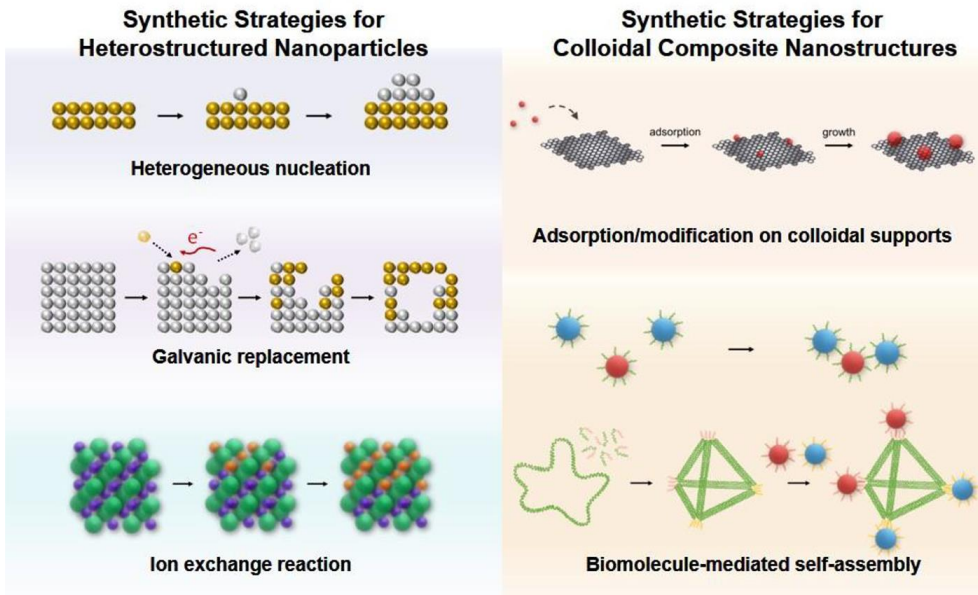 Synthetic Strategies for
Heterostructured Nanoparticles
Heterogeneous nucleation
e⁻
Galvanic replacement
Ion exchange reaction
Synthetic Strategies for
Colloidal Composite Nanostructures
adsorption
growth
Adsorption/modification on colloidal supports
Biomolecule-mediated self-assembly